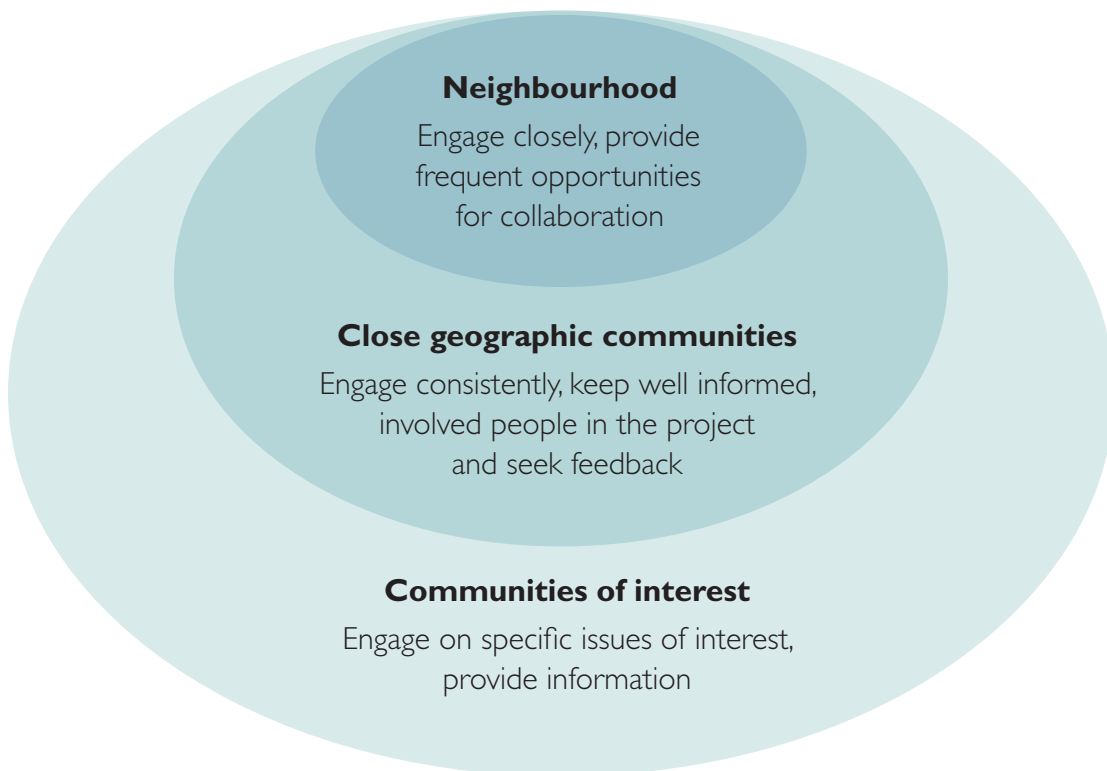 Neighbourhood
Engage closely, provide
frequent opportunities
for collaboration
Close geographic communities
Engage consistently, keep well informed,
involved people in the project
and seek feedback
Communities of interest
Engage on specific issues of interest,
provide information